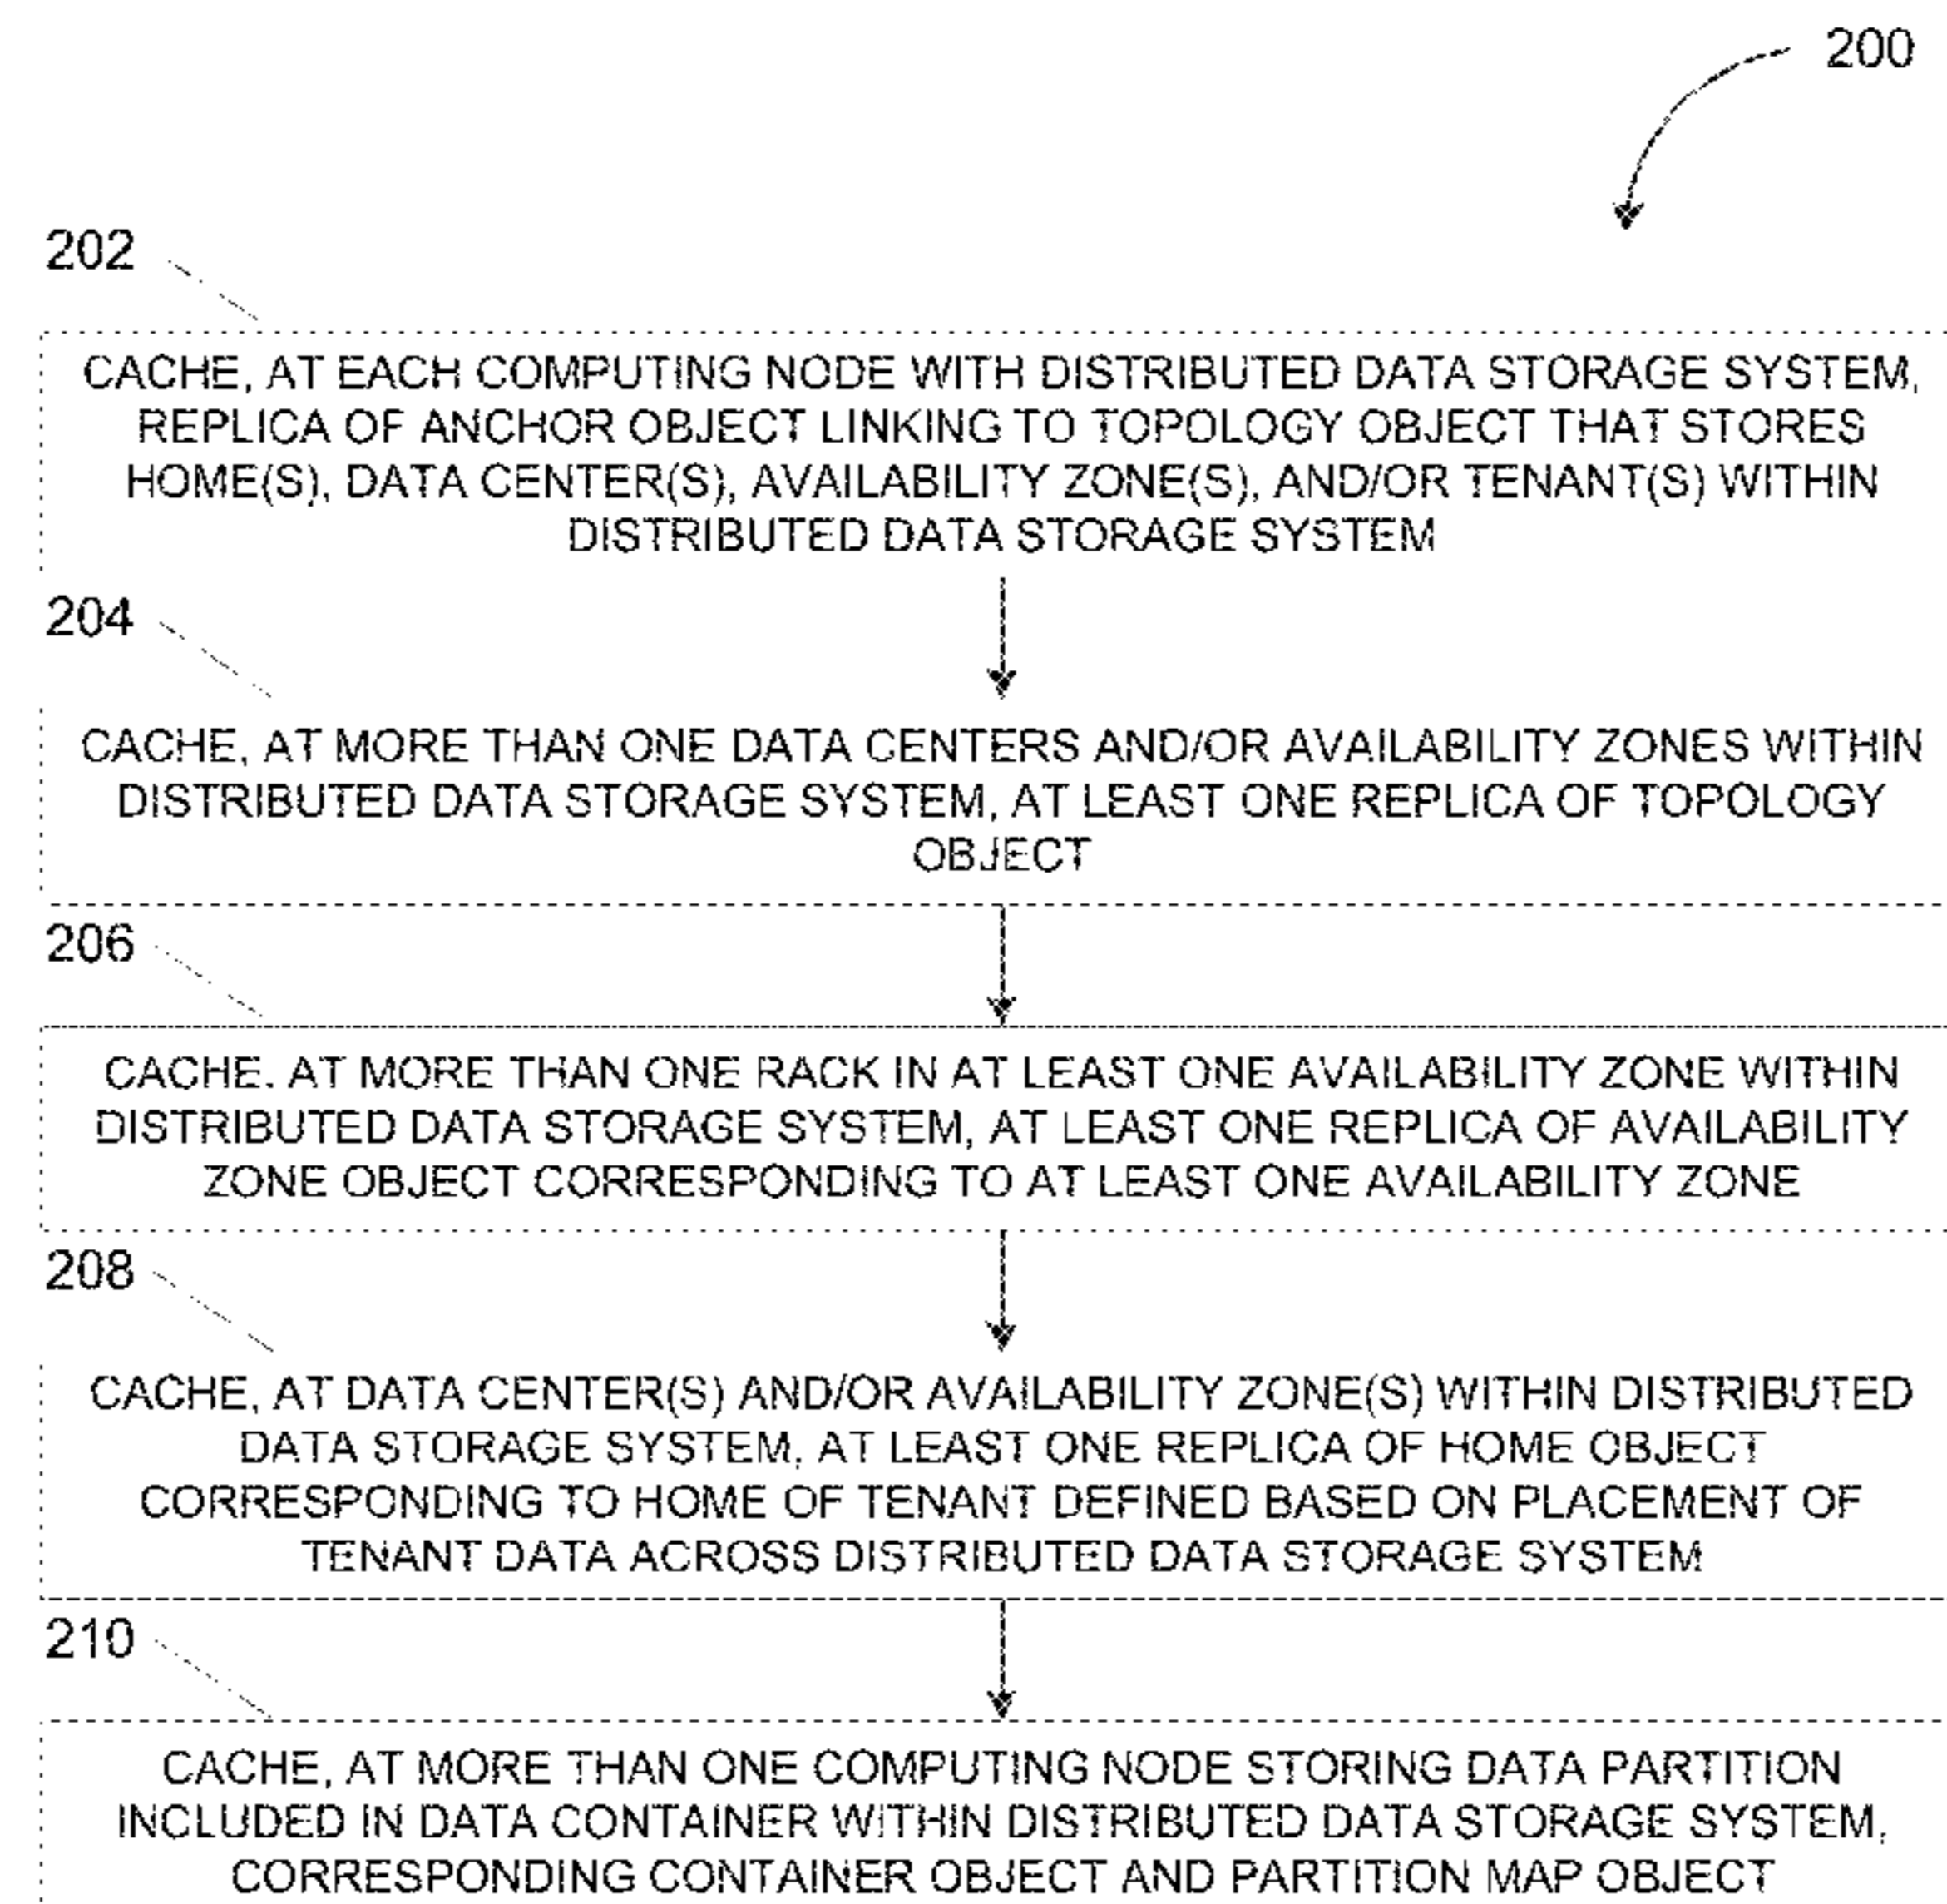 200
202
CACHE, AT EACH COMPUTING NODE WITH DISTRIBUTED DATA STORAGE SYSTEM,
REPLICA OF ANCHOR OBJECT LINKING TO TOPOLOGY OBJECT THAT STORES
HOME(S), DATA CENTER(S), AVAILABILITY ZONE(S), AND/OR TENANT(S) WITHIN
DISTRIBUTED DATA STORAGE SYSTEM
204
CACHE, AT MORE THAN ONE DATA CENTERS AND/OR AVAILABILITY ZONES WITHIN
DISTRIBUTED DATA STORAGE SYSTEM, AT LEAST ONE REPLICA OF TOPOLOGY
OBJECT
206
CACHE. AT MORE THAN ONE RACK IN AT LEAST ONE AVAILABILITY ZONE WITHIN
DISTRIBUTED DATA STORAGE SYSTEM, AT LEAST ONE REPLICA OF AVAILABILITY
ZONE OBJECT CORRESPONDING TO AT LEAST ONE AVAILABILITY ZONE
208
CACHE, AT DATA CENTER(S) AND/OR AVAILABILITY ZONE(S) WITHIN DISTRIBUTED
DATA STORAGE SYSTEM, AT LEAST ONE REPLICA OF HOME OBJECT
CORRESPONDING TO HOME OF TENANT DEFINED BASED ON PLACEMENT OF
TENANT DATA ACROSS DISTRIBUTED DATA STORAGE SYSTEM
210
CACHE, AT MORE THAN ONE COMPUTING NODE STORING DATA PARTITION
INCLUDED IN DATA CONTAINER WITHIN DISTRIBUTED DATA STORAGE SYSTEM,
CORRESPONDING CONTAINER OBJECT AND PARTITION MAP OBJECT